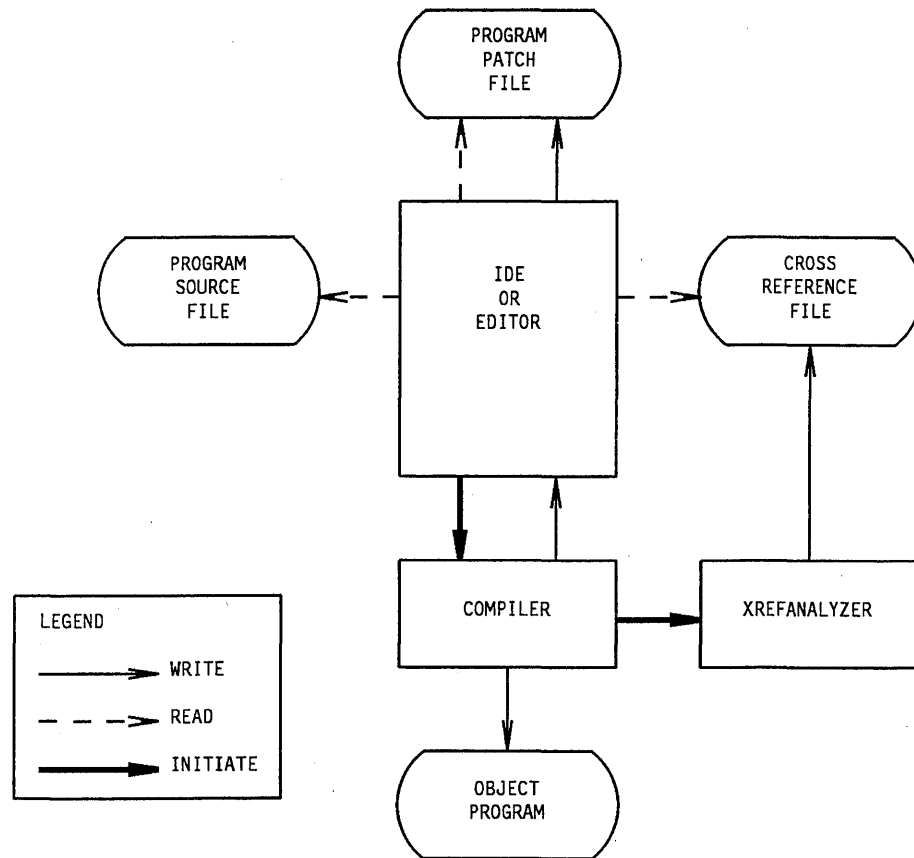 PROGRAM
PATCH
FILE
PROGRAM
SOURCE
FILE
IDE
OR
EDITOR
CROSS
REFERENCE
FILE
COMPILER
XREFANALYZER
LEGEND
WRITE
READ
INITIATE
OBJECT
PROGRAM